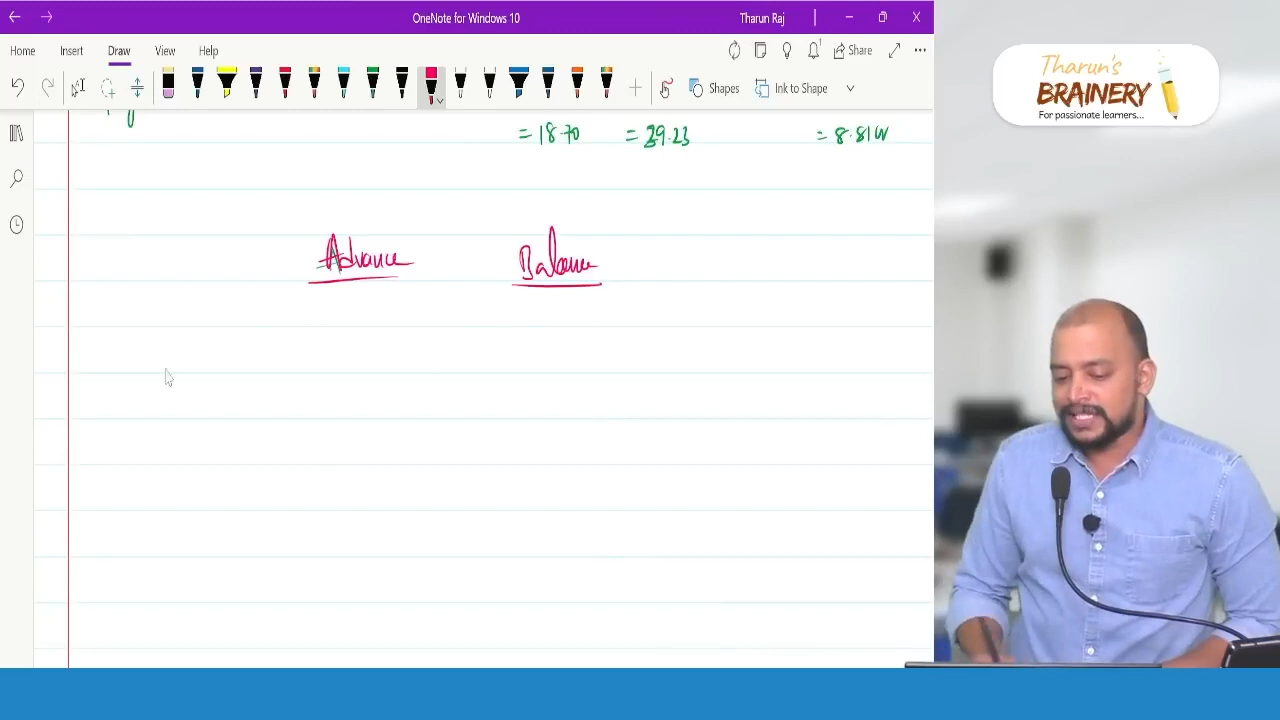 OneNote for Windows 10
Tharun Raj
Home Insert Draw View Help
Share
Shapes
Ink to Shape
= 18.70 = 29.23 = 8.81W
Advance Balance
Tharun's
BRAINERY
For passionate learners...